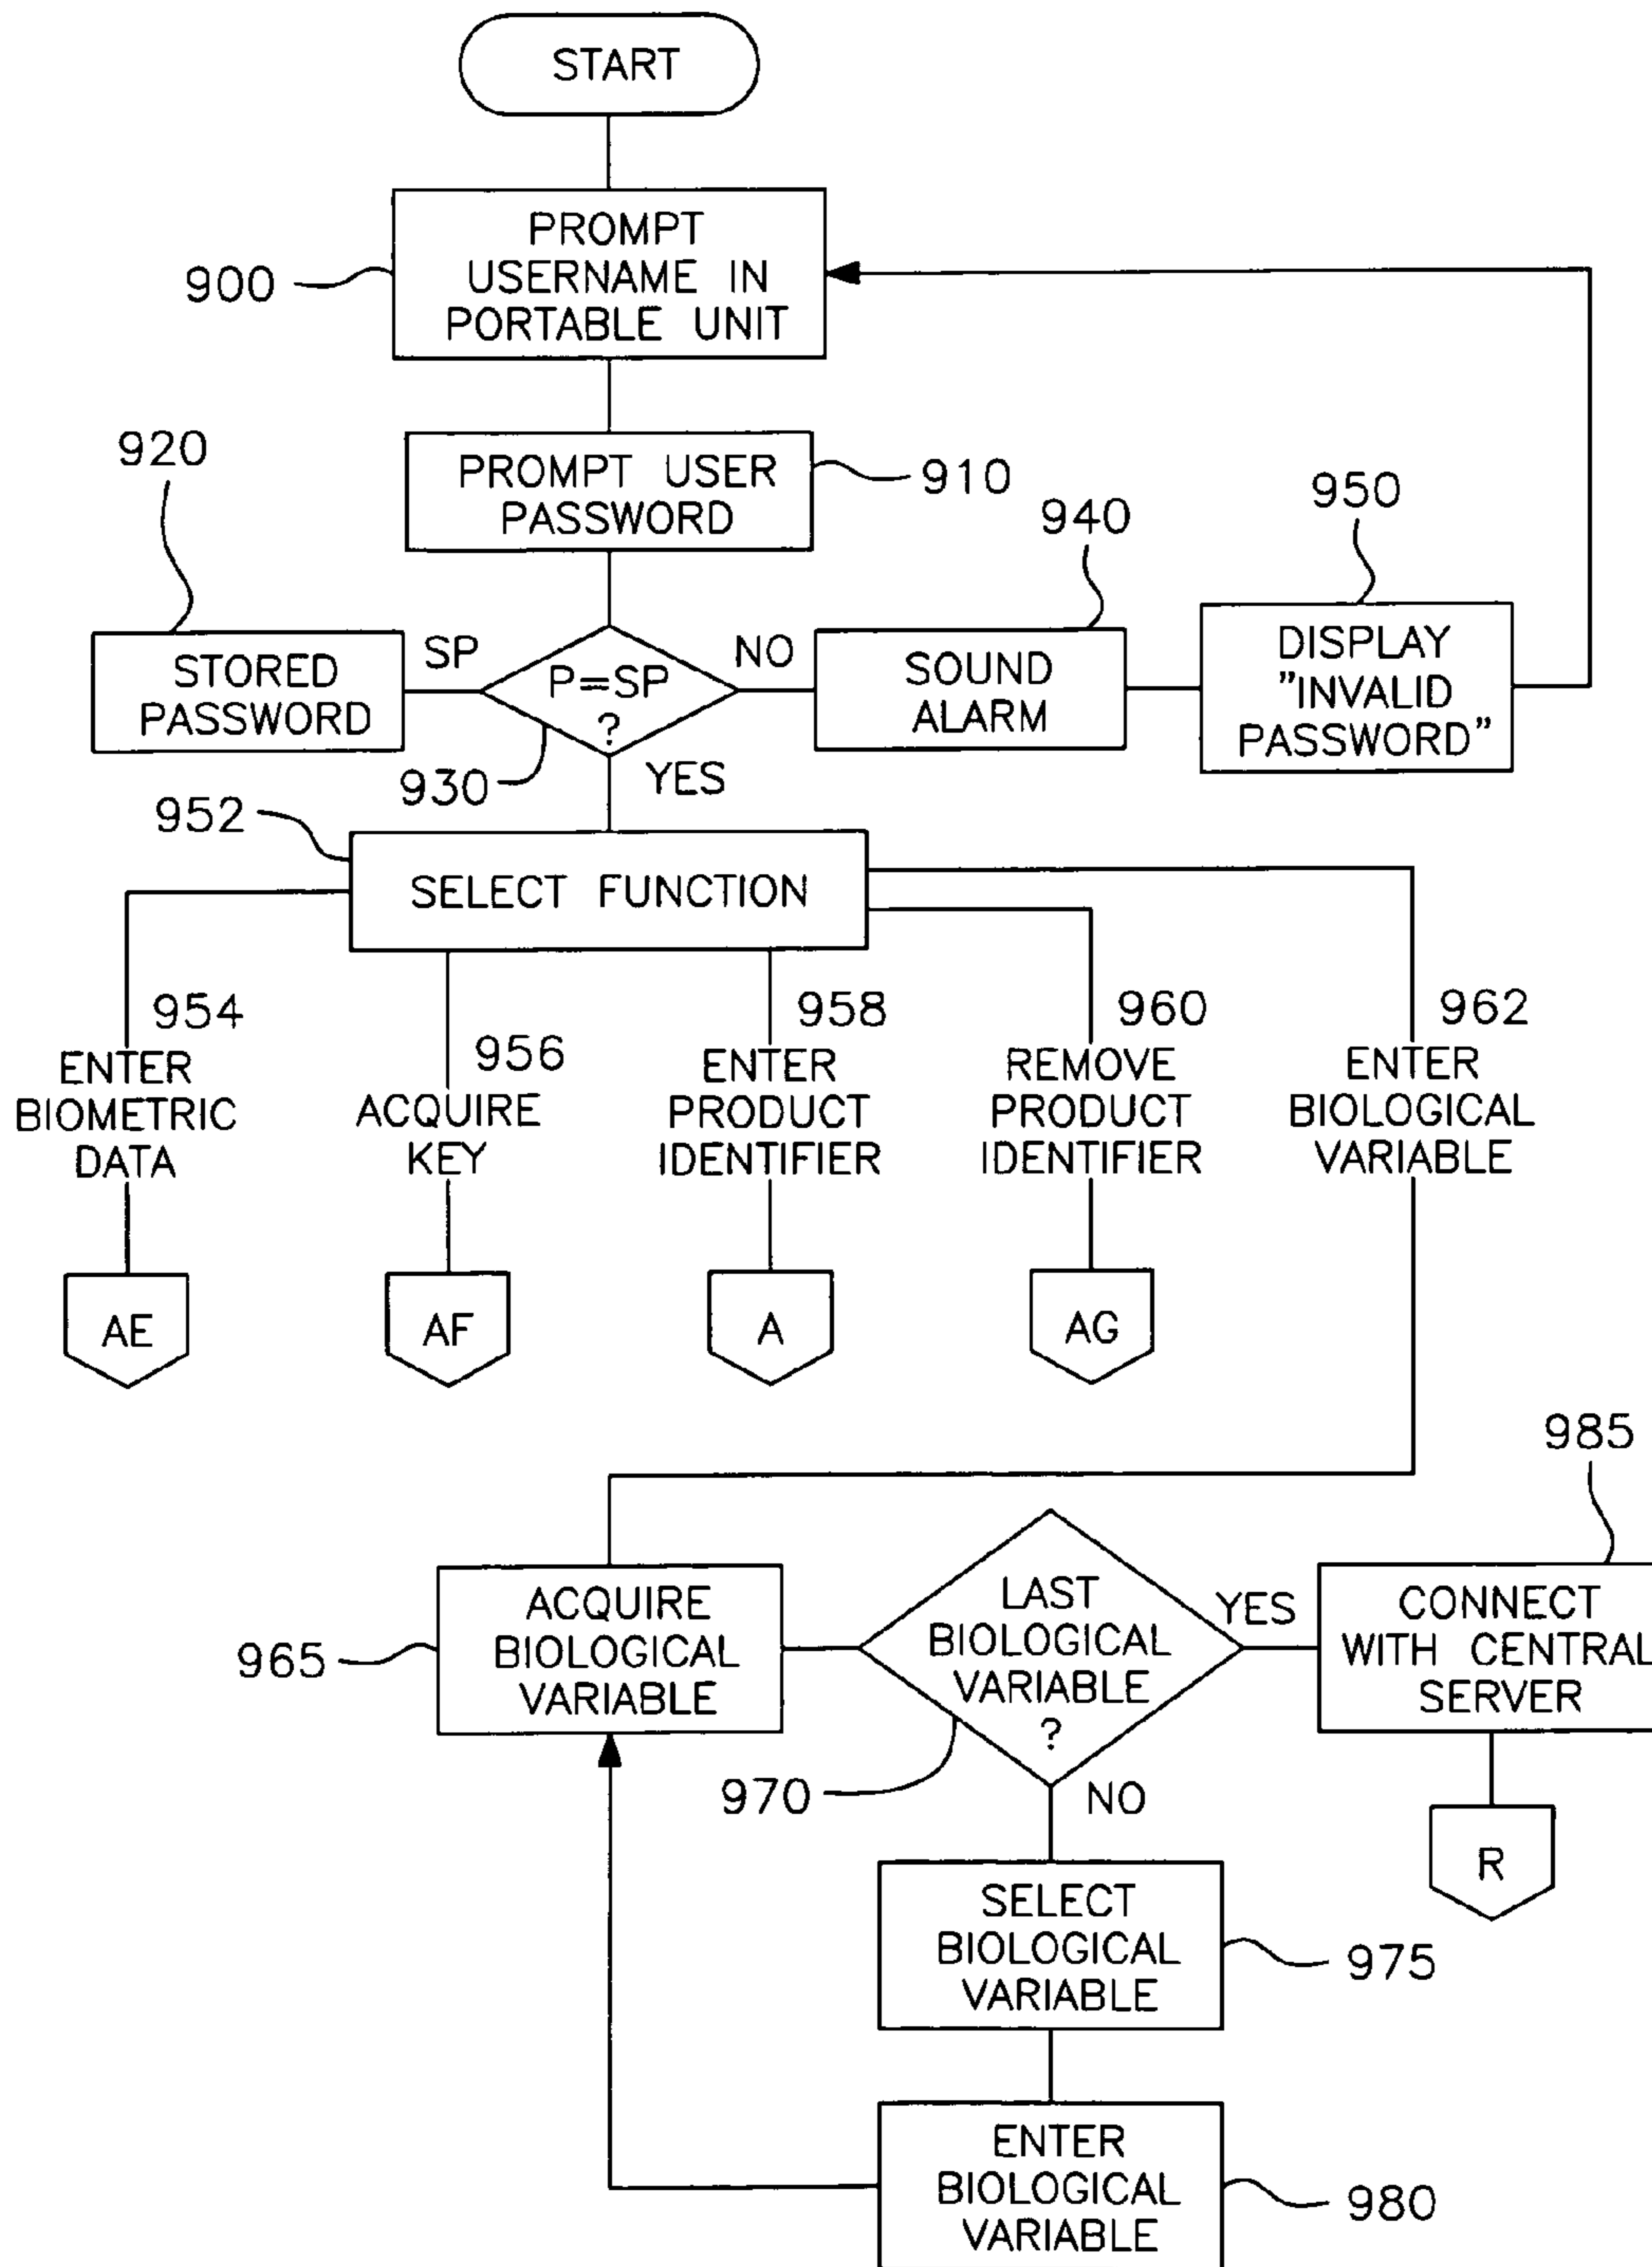 START
PROMPT
USERNAME IN
PORTABLE UNIT
900
PROMPT USER
PASSWORD
910
920
STORED
PASSWORD
SP
P=SP
?
930
NO
YES
940
SOUND
ALARM
950
DISPLAY
"INVALID
PASSWORD"
952
SELECT FUNCTION
954
ENTER
BIOMETRIC
DATA
AE
956
ACQUIRE
KEY
AF
958
ENTER
PRODUCT
IDENTIFIER
A
960
REMOVE
PRODUCT
IDENTIFIER
AG
962
ENTER
BIOLOGICAL
VARIABLE
965
ACQUIRE
BIOLOGICAL
VARIABLE
LAST
BIOLOGICAL
VARIABLE
?
970
YES
985
CONNECT
WITH CENTRAL
SERVER
R
NO
SELECT
BIOLOGICAL
VARIABLE
975
ENTER
BIOLOGICAL
VARIABLE
980